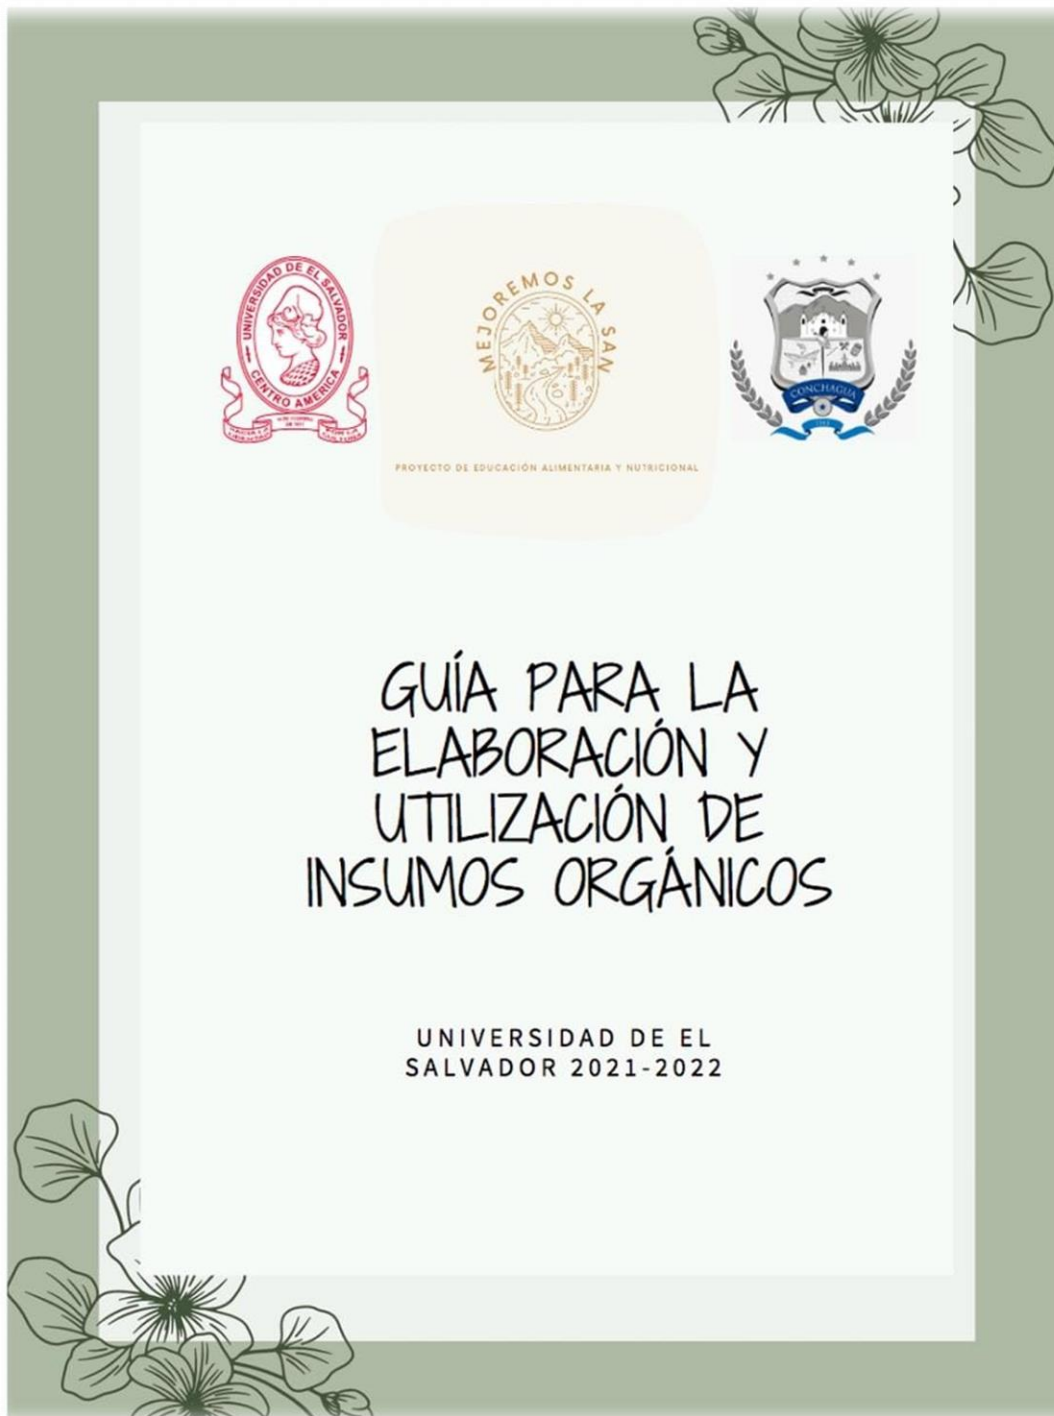 UNIVERSIDAD DE EL SALVADOR
CENTRO AMERICA
MEJOREMOS LA SAN
PROYECTO DE EDUCACIÓN ALIMENTARIA Y NUTRICIONAL
CONCHAGUA
GUÍA PARA LA
ELABORACIÓN Y
UTILIZACIÓN DE
INSUMOS ORGÁNICOS
UNIVERSIDAD DE EL
SALVADOR 2021-2022